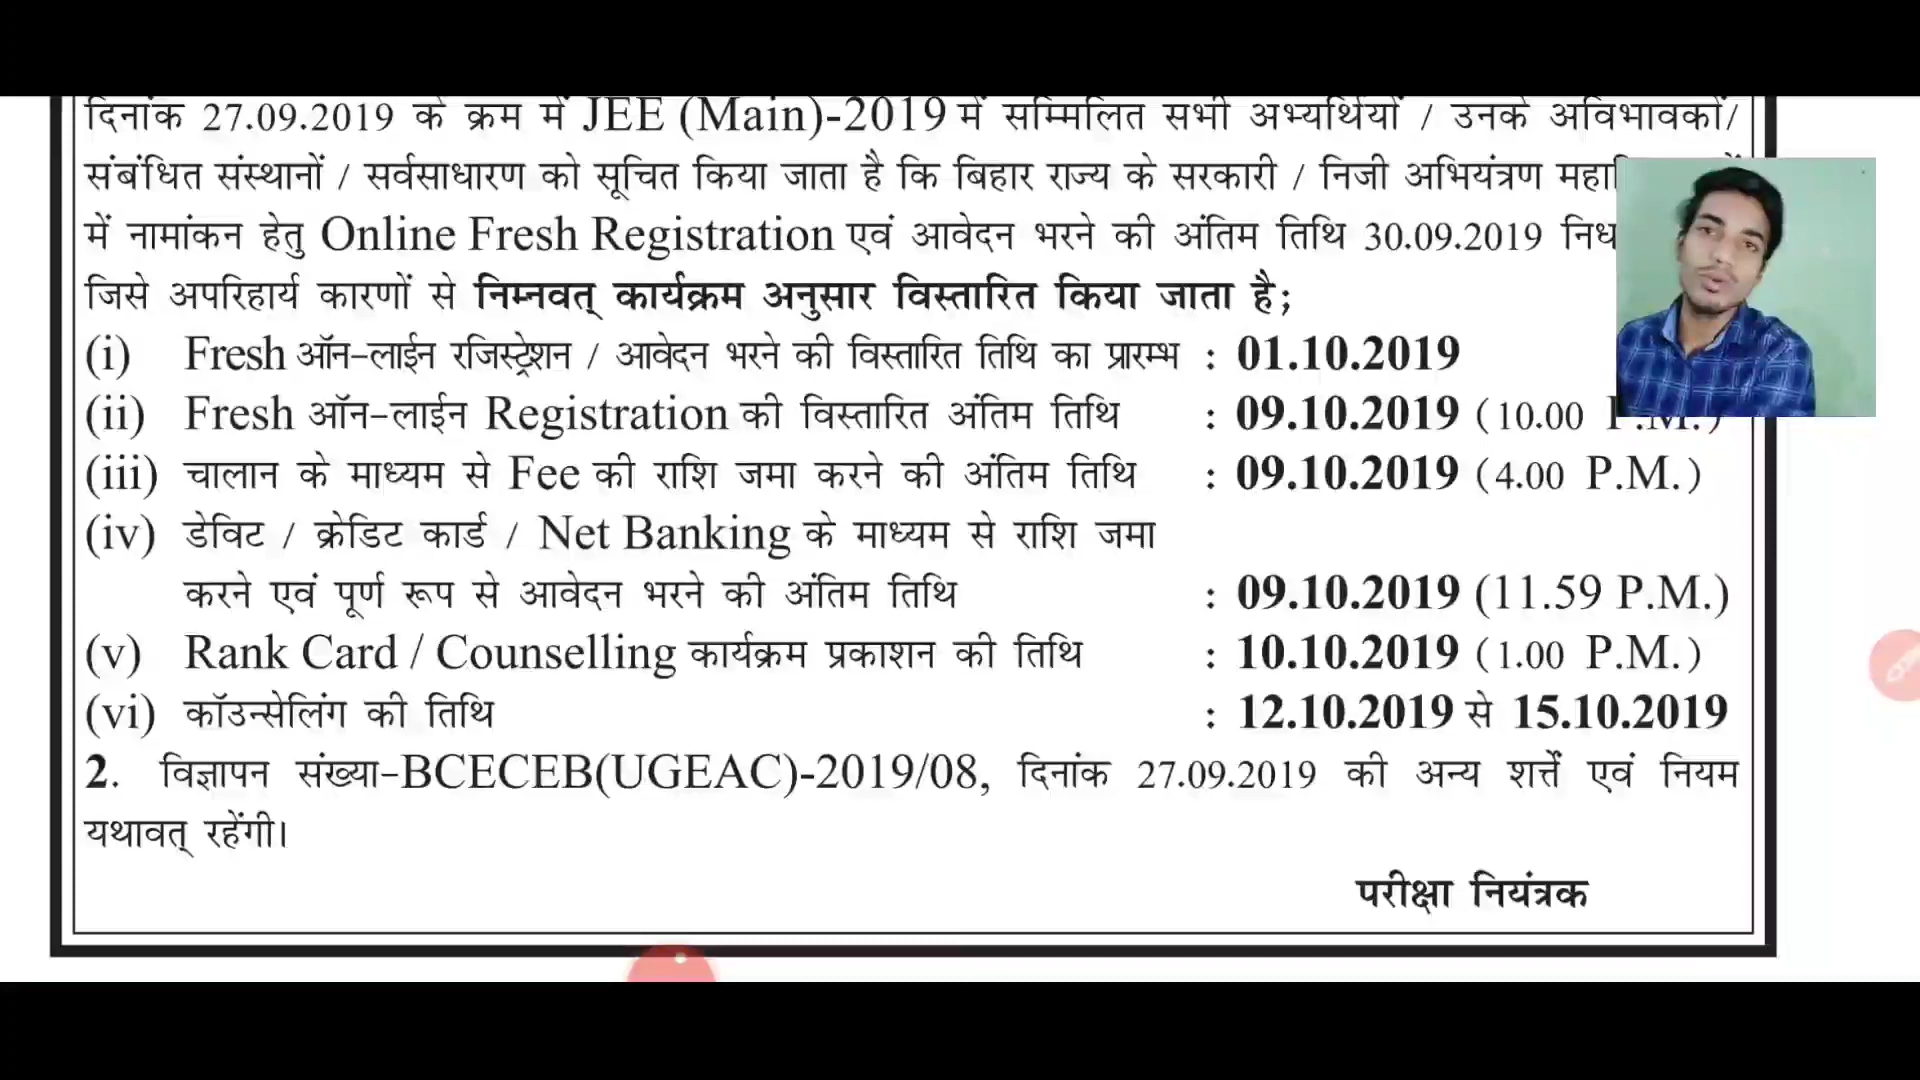 दिनांक 27.09.2019 के क्रम में JEE (Main)-2019 में सम्मिलित सभी अभ्यर्थियों / उनके अविभावकों/
संबंधित संस्थानों / सर्वसाधारण को सूचित किया जाता है कि बिहार राज्य के सरकारी / निजी अभियंत्रण
में नामांकन हेतु Online Fresh Registration एवं आवेदन भरने की अंतिम तिथि 30.09.2019
जिसे अपरिहार्य कारणों से निम्नवत् कार्यक्रम अनुसार विस्तारित किया जाता है;
(i) Fresh ऑन-लाईन रजिस्ट्रेशन / आवेदन भरने की विस्तारित तिथि का प्रारम्भ : 01.10.2019
(ii) Fresh ऑन-लाईन Registration की विस्तारित अंतिम तिथि : 09.10.2019 (10.00 P.M.)
(iii) चालान के माध्यम से Fee की राशि जमा करने की अंतिम तिथि : 09.10.2019 (4.00 P.M.)
(iv) डेविट / क्रेडिट कार्ड / Net Banking के माध्यम से राशि जमा
करने एवं पूर्ण रूप से आवेदन भरने की अंतिम तिथि : 09.10.2019 (11.59 P.M.)
(v) Rank Card / Counselling कार्यक्रम प्रकाशन की तिथि : 10.10.2019 (1.00 P.M.)
(vi) कॉउन्सेलिंग की तिथि : 12.10.2019 से 15.10.2019
2. विज्ञापन संख्या-BCECEB(UGEAC)-2019/08, दिनांक 27.09.2019 की अन्य शर्त्तें एवं नियम
यथावत् रहेंगी।
परीक्षा नियंत्रक